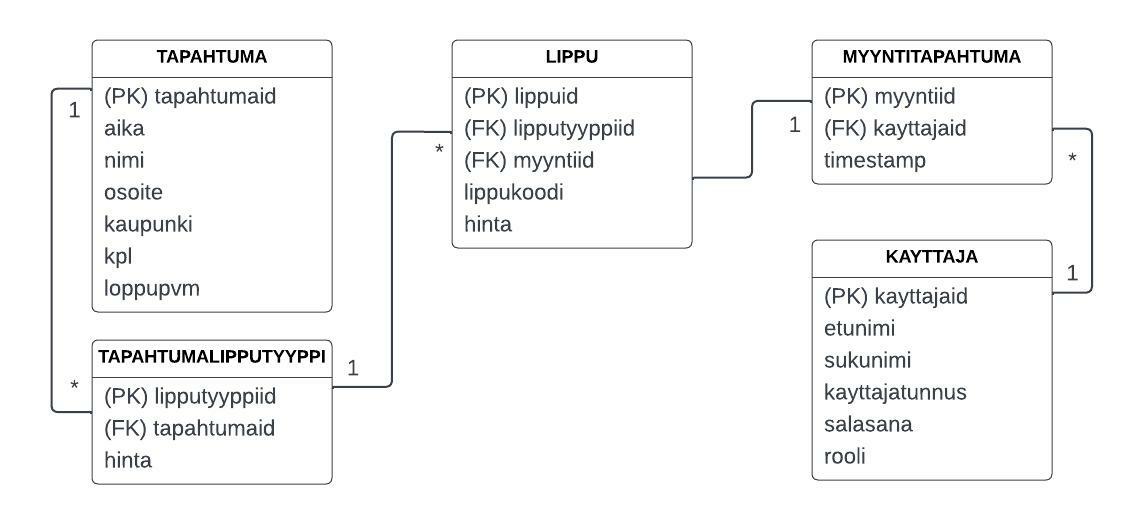 TAPAHTUMA
(PK) tapahtumaid
aika
nimi
osoite
kaupunki
kpl
loppupvm
1
*
TAPAHTUMALIPPUTYYPPI
(PK) lipputyyppiid
(FK) tapahtumaid
hinta
1
*
LIPPU
(PK) lippuid
(FK) lipputyyppiid
(FK) myyntiid
lippukoodi
hinta
1
MYYNTITAPAHTUMA
(PK) myyntiid
(FK) kayttajaid
timestamp
*
1
KAYTTAJA
(PK) kayttajaid
etunimi
sukunimi
kayttajatunnus
salasana
rooli